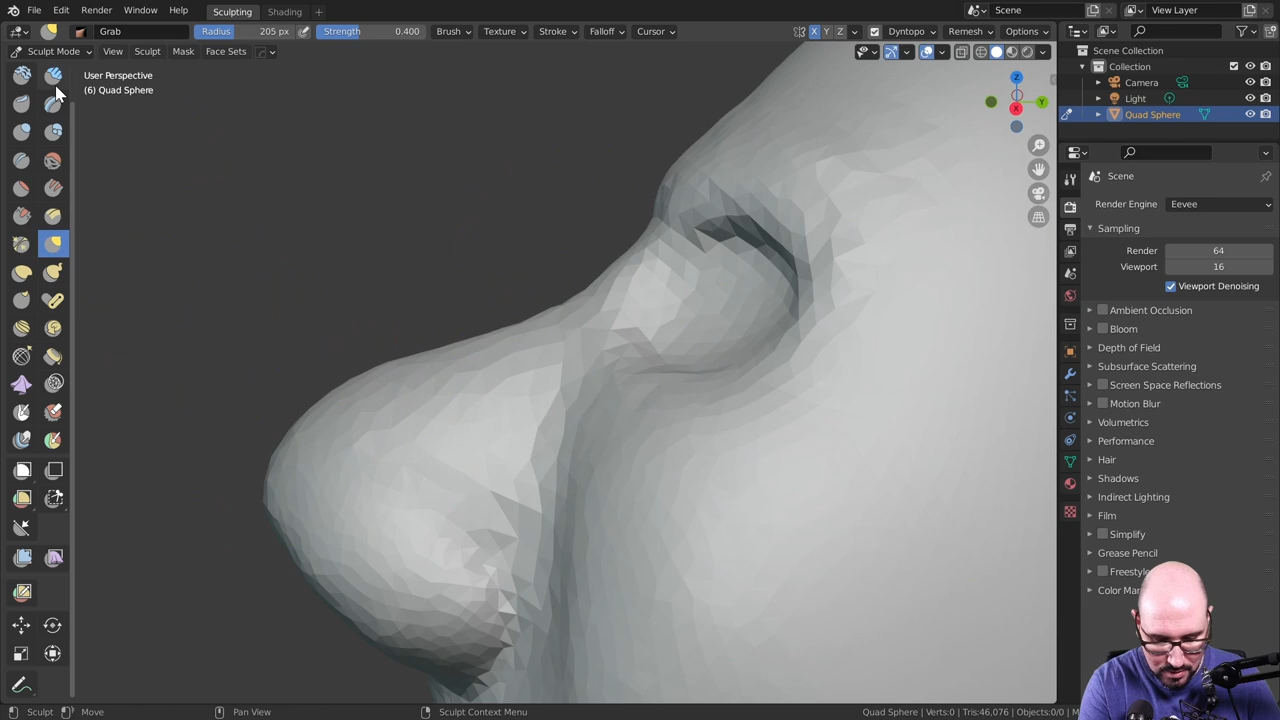 File Edit Render Window Help Sculpting Shading + Scene View Layer
Grab Radius 205 px Strength 0.400 Brush Texture Stroke Falloff Cursor X Y Z Dyntopo Remesh Options
Sculpt Mode View Sculpt Mask Face Sets
Scene Collection
Collection
Camera
Light
Quad Sphere
User Perspective
(6) Quad Sphere
Z
Y
X
Scene
Render Engine Eevee
Sampling
Render 64
Viewport 16
Viewport Denoising
Ambient Occlusion
Bloom
Depth of Field
Subsurface Scattering
Screen Space Reflections
Motion Blur
Volumetrics
Performance
Hair
Shadows
Indirect Lighting
Film
Simplify
Grease Pencil
Freestyle
Color Ma
Sculpt Move Pan View Sculpt Context Menu Quad Sphere | Verts:0 | Tris:46,076 | Objects:0/0 | M